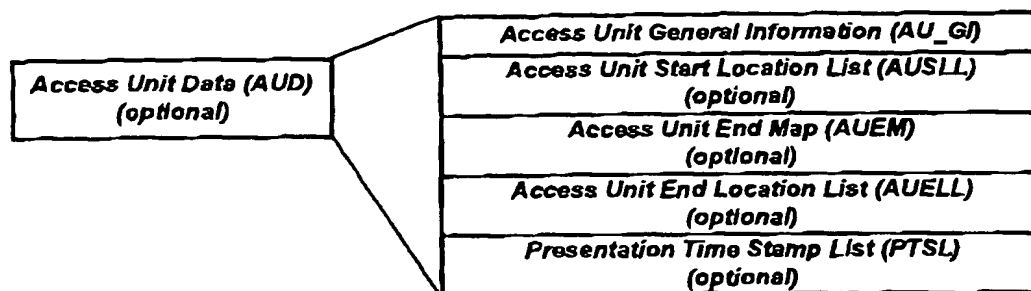 Access Unit Data (AUD)
(optional)
Access Unit General Information (AU_GI)
Access Unit Start Location List (AUSLL)
(optional)
Access Unit End Map (AUEM)
(optional)
Access Unit End Location List (AUELL)
(optional)
Presentation Time Stamp List (PTSL)
(optional)